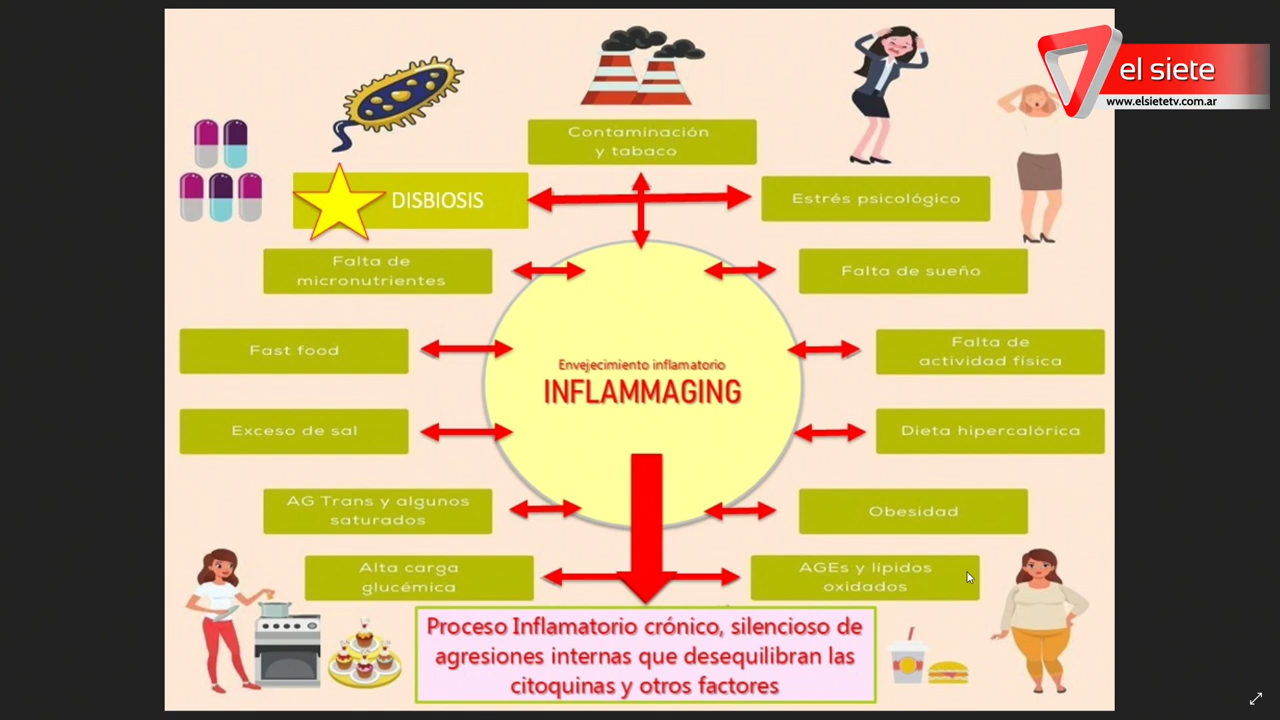 el siete
www.elsietetv.com.ar
Contaminación
y tabaco
DISBIOSIS
Estrés psicológico
Falta de
micronutrientes
Falta de sueño
Fast food
Falta de
actividad física
Envejecimiento inflamatorio
INFLAMMAGING
Exceso de sal
Dieta hipercalórica
AG Trans y algunos
saturados
Obesidad
Alta carga
glucémica
AGEs y lípidos
oxidados
Proceso Inflamatorio crónico, silencioso de
agresiones internas que desequilibran las
citoquinas y otros factores